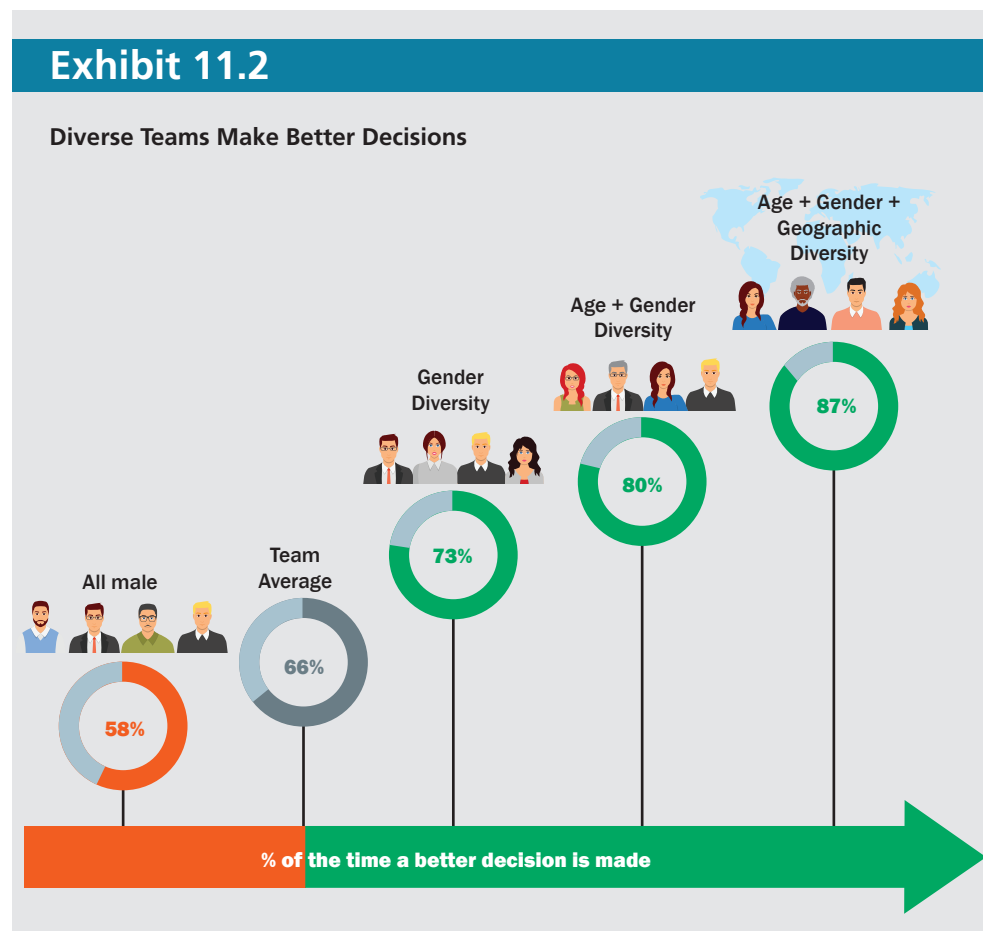 Exhibit 11.2
Diverse Teams Make Better Decisions
All male
58%
Team
Average
66%
Gender
Diversity
73%
Age + Gender
Diversity
80%
Age + Gender +
Geographic
Diversity
87%
% of the time a better decision is made